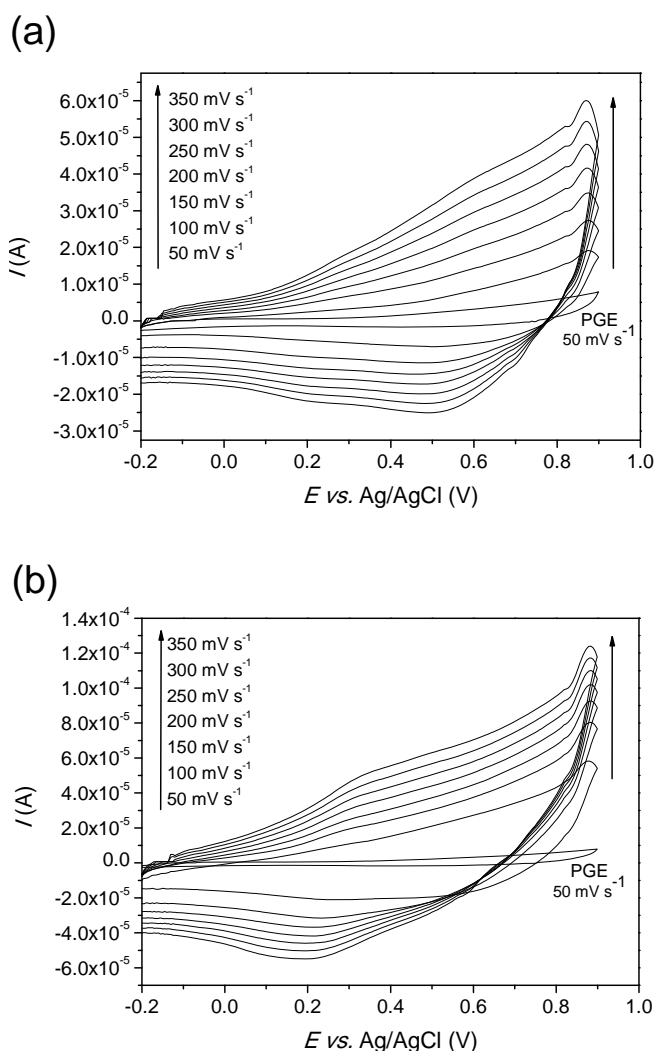 (a)
6.0x10⁻⁵
5.0x10⁻⁵
4.0x10⁻⁵
3.0x10⁻⁵
2.0x10⁻⁵
1.0x10⁻⁵
0.0
-1.0x10⁻⁵
-2.0x10⁻⁵
-3.0x10⁻⁵
I (A)
350 mV s⁻¹
300 mV s⁻¹
250 mV s⁻¹
200 mV s⁻¹
150 mV s⁻¹
100 mV s⁻¹
50 mV s⁻¹
PGE
50 mV s⁻¹
-0.2 0.0 0.2 0.4 0.6 0.8 1.0
E vs. Ag/AgCl (V)
(b)
1.4x10⁻⁴
1.2x10⁻⁴
1.0x10⁻⁴
8.0x10⁻⁵
6.0x10⁻⁵
4.0x10⁻⁵
2.0x10⁻⁵
0.0
-2.0x10⁻⁵
-4.0x10⁻⁵
-6.0x10⁻⁵
I (A)
350 mV s⁻¹
300 mV s⁻¹
250 mV s⁻¹
200 mV s⁻¹
150 mV s⁻¹
100 mV s⁻¹
50 mV s⁻¹
PGE
50 mV s⁻¹
-0.2 0.0 0.2 0.4 0.6 0.8 1.0
E vs. Ag/AgCl (V)